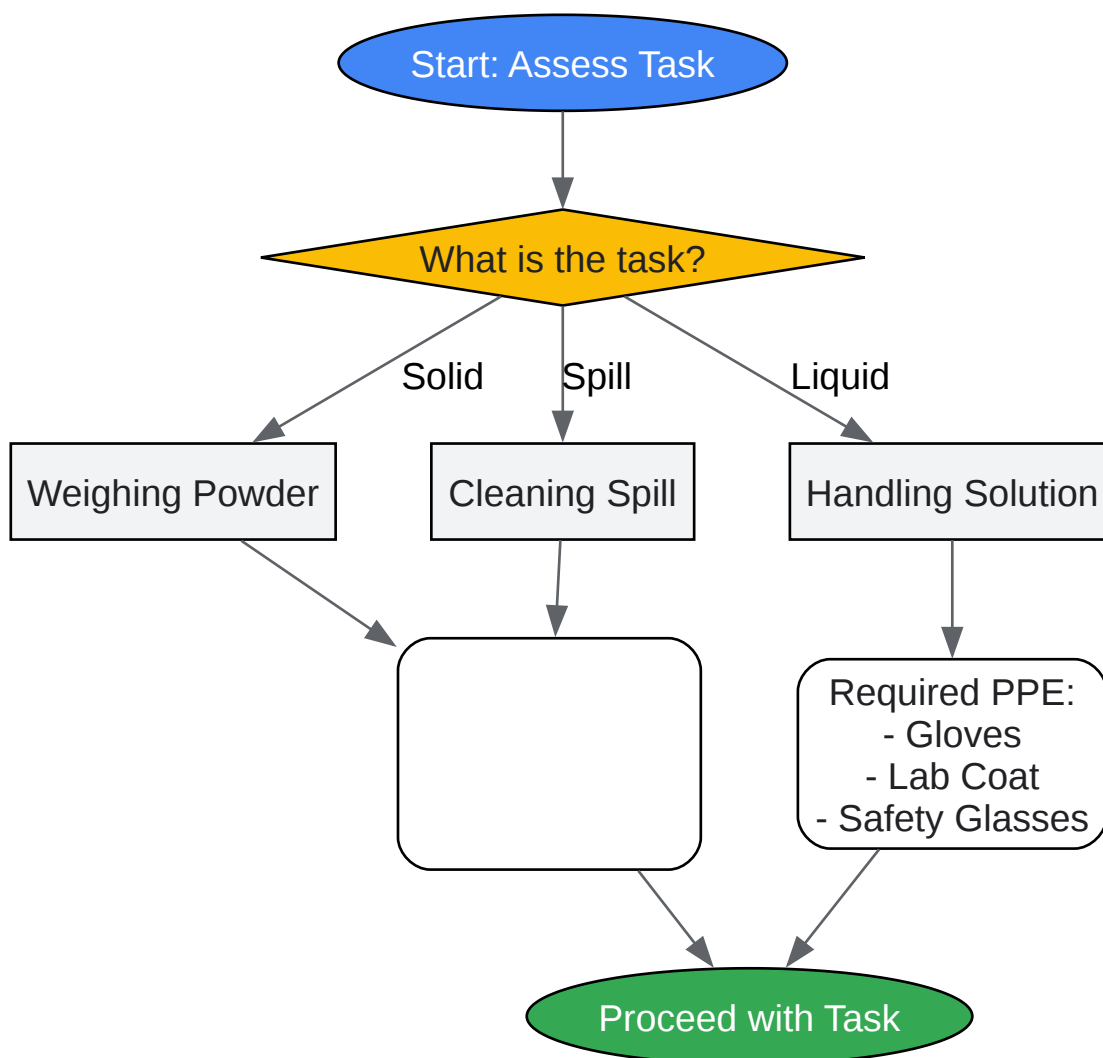 Start: Assess Task
What is the task?
Solid
Spill
Liquid
Weighing Powder
Cleaning Spill
Handling Solution
Required PPE:
- Gloves
- Lab Coat
- Safety Glasses
Proceed with Task